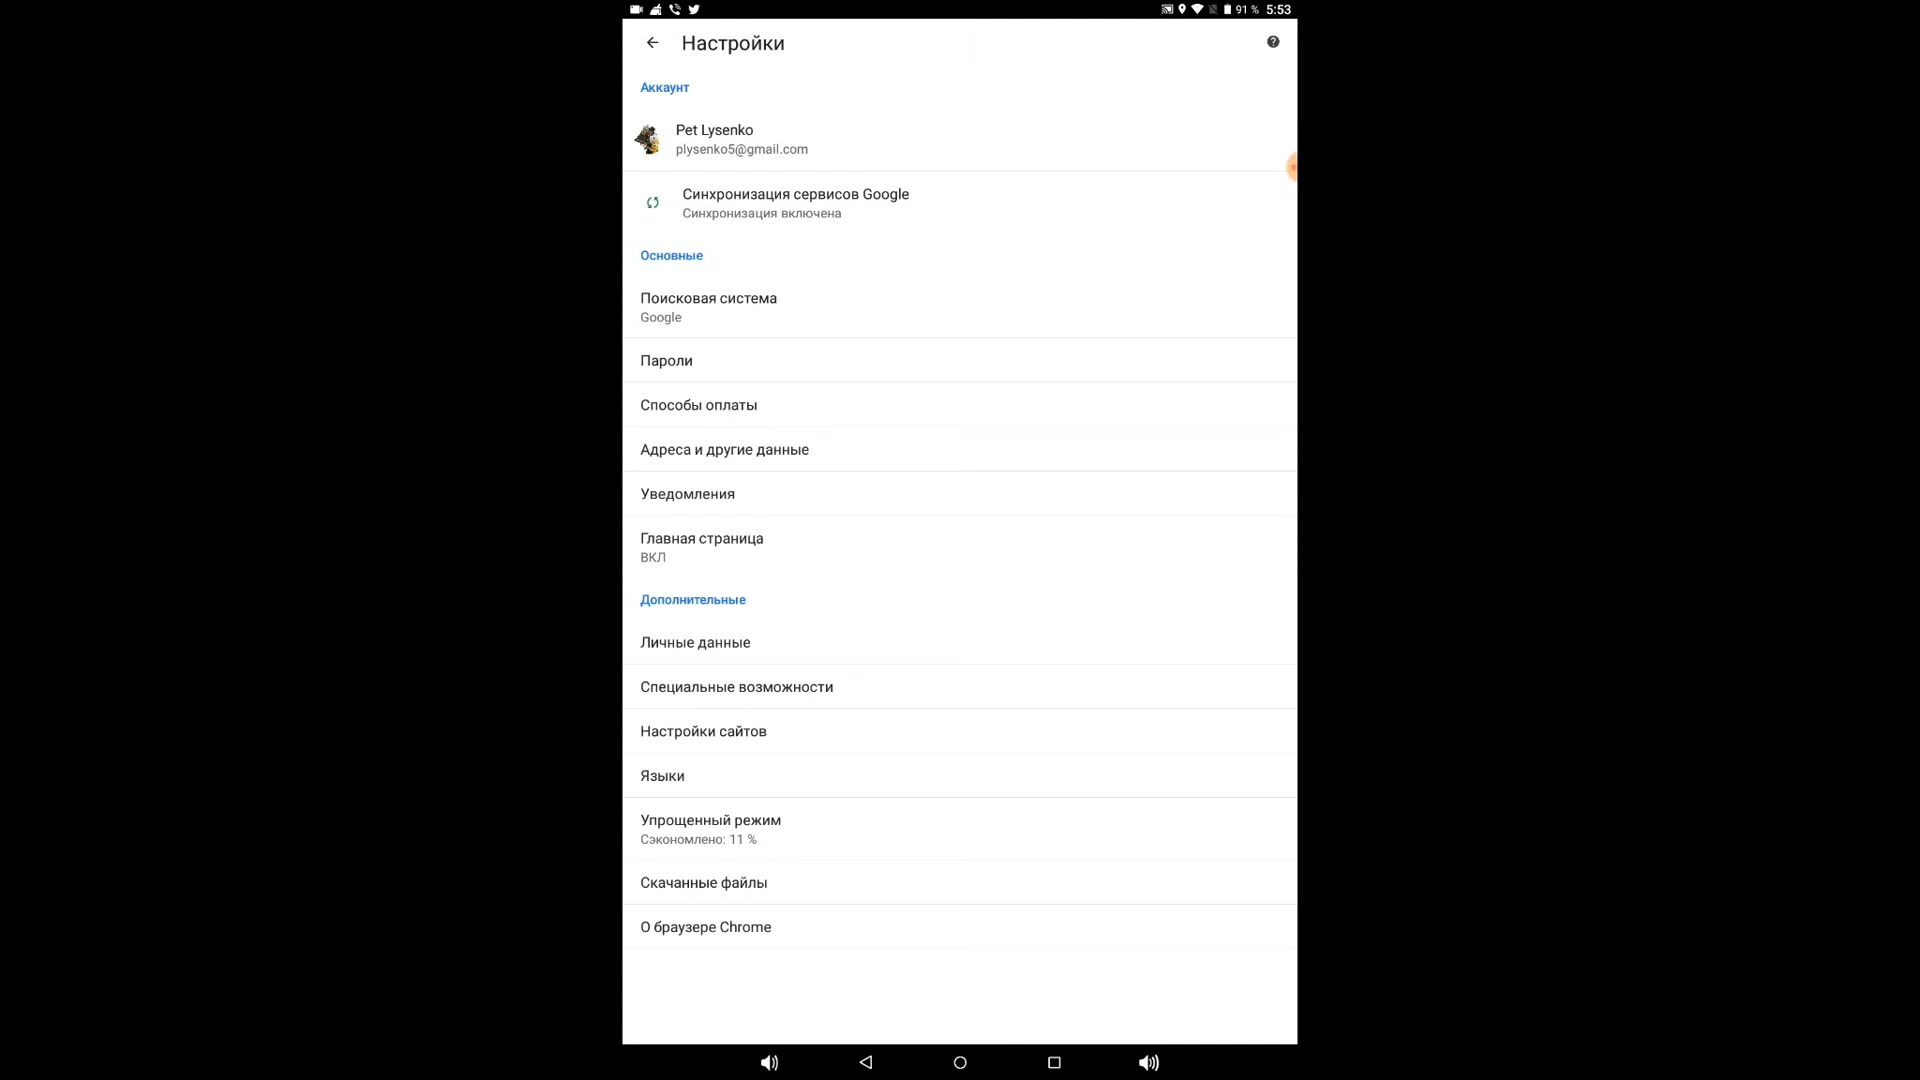 91 % 5:53
Настройки
Аккаунт
Pet Lysenko
plysenko5@gmail.com
Синхронизация сервисов Google
Синхронизация включена
Основные
Поисковая система
Google
Пароли
Способы оплаты
Адреса и другие данные
Уведомления
Главная страница
ВКЛ
Дополнительные
Личные данные
Специальные возможности
Настройки сайтов
Языки
Упрощенный режим
Сэкономлено: 11 %
Скачанные файлы
О браузере Chrome